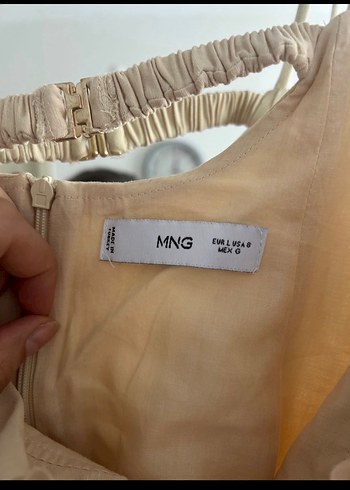 MADE IN
TURKEY
MNG
EUR L USA 8
MEX G